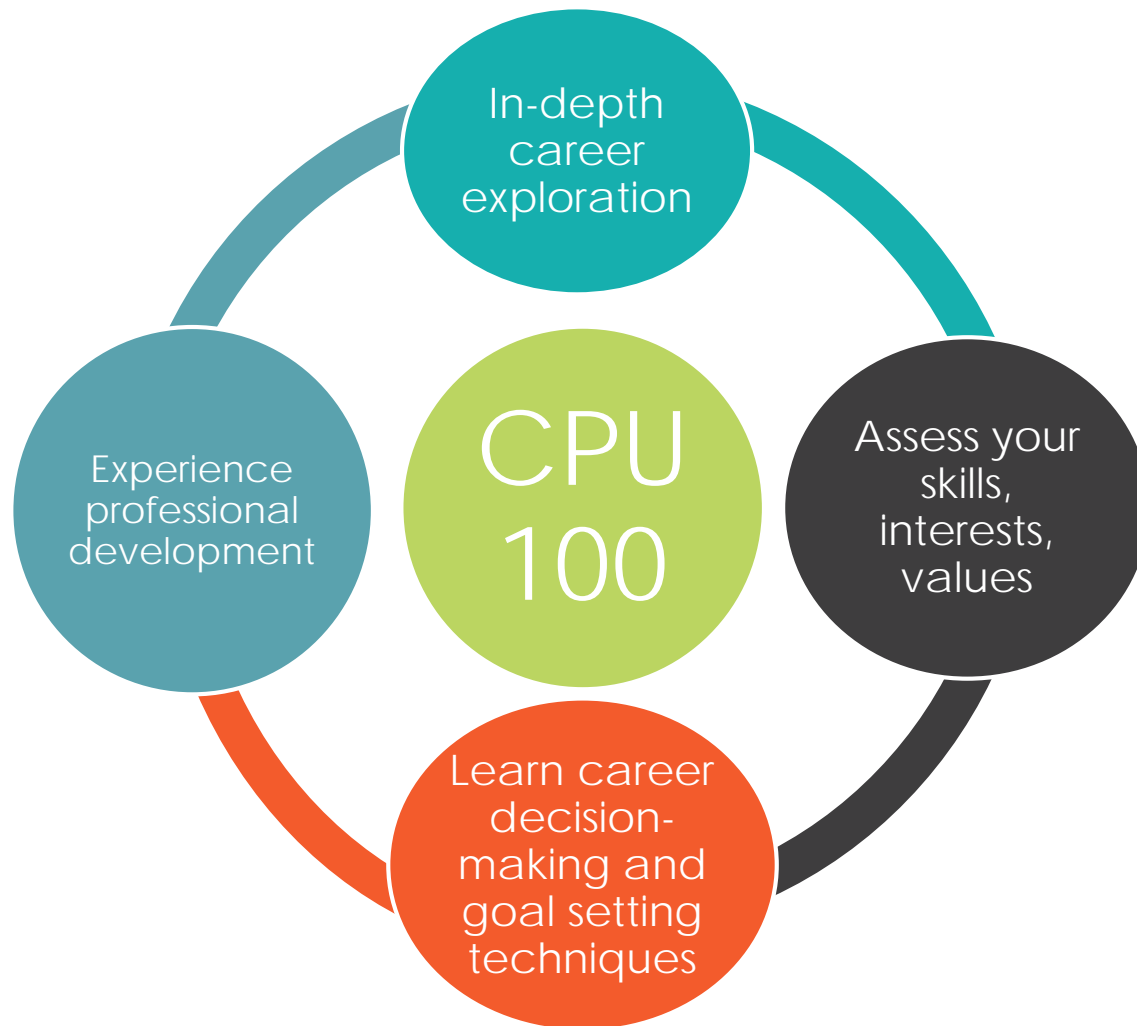 In-depth
career
exploration
Assess your
skills,
interests,
values
Learn career
decision-
making and
goal setting
techniques
Experience
professional
development
CPU
100